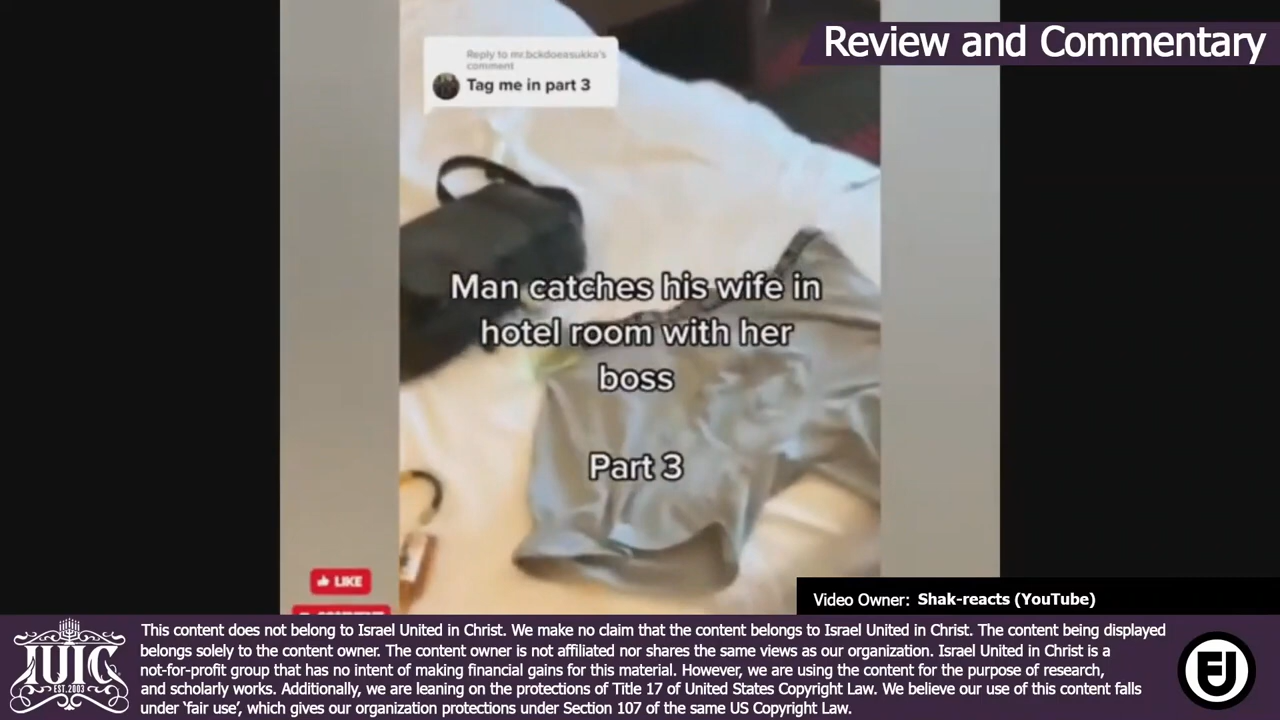 Review and Commentary
Reply to mr.bckdoeasukka's
comment
Tag me in part 3
Man catches his wife in
hotel room with her
boss
Part 3
LIKE
Video Owner: Shak-reacts (YouTube)
This content does not belong to Israel United in Christ. We make no claim that the content belongs to Israel United in Christ. The content being displayed
belongs solely to the content owner. The content owner is not affiliated nor shares the same views as our organization. Israel United in Christ is a
not-for-profit group that has no intent of making financial gains for this material. However, we are using the content for the purpose of research,
and scholarly works. Additionally, we are leaning on the protections of Title 17 of United States Copyright Law. We believe our use of this content falls
under ‘fair use’, which gives our organization protections under Section 107 of the same US Copyright Law.
IUIC
EST. 2003